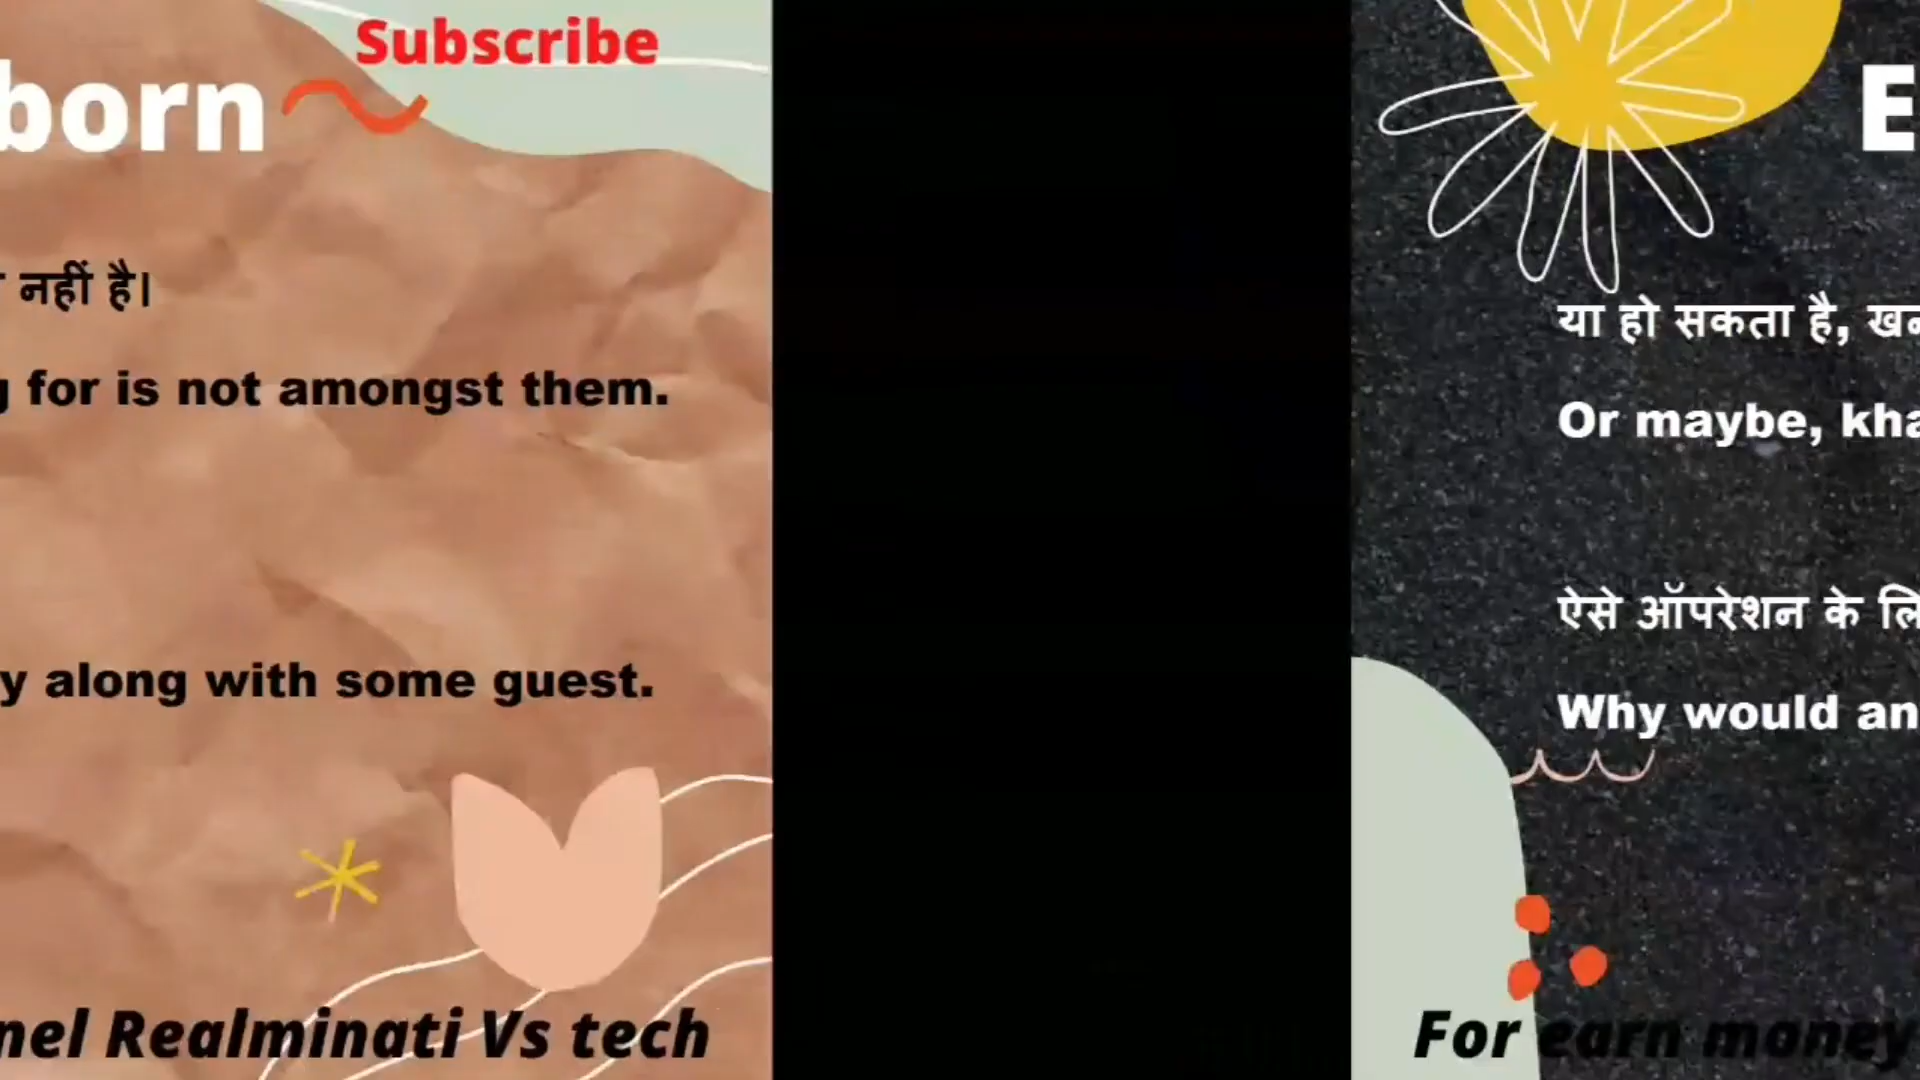 Subscribe
born
नहीं है।
for is not amongst them.
along with some guest.
Realminati Vs tech
या हो सकता है,
Or maybe,
ऐसे ऑपरेशन के
Why would
For earn money